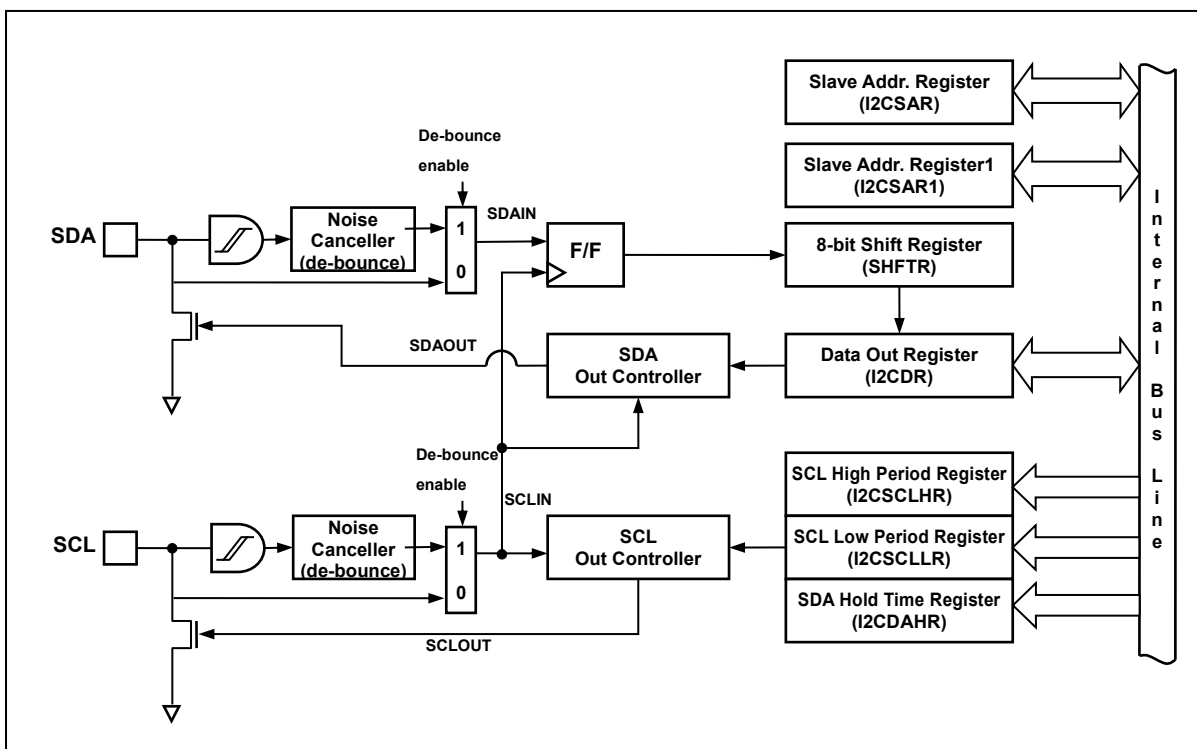 Slave Addr. Register
(I2CSAR)
De-bounce
enable
Slave Addr. Register1
(I2CSAR1)
SDA
Noise
Canceller
(de-bounce)
1
0
SDAIN
F/F
8-bit Shift Register
(SHFTR)
SDAOUT
SDA
Out Controller
Data Out Register
(I2CDR)
De-bounce
enable
SCLIN
SCL High Period Register
(I2CSCLHR)
SCL
Noise
Canceller
(de-bounce)
1
0
SCL
Out Controller
SCL Low Period Register
(I2CSCLLR)
SDA Hold Time Register
(I2CDAHR)
SCLOUT
Internal Bus Line